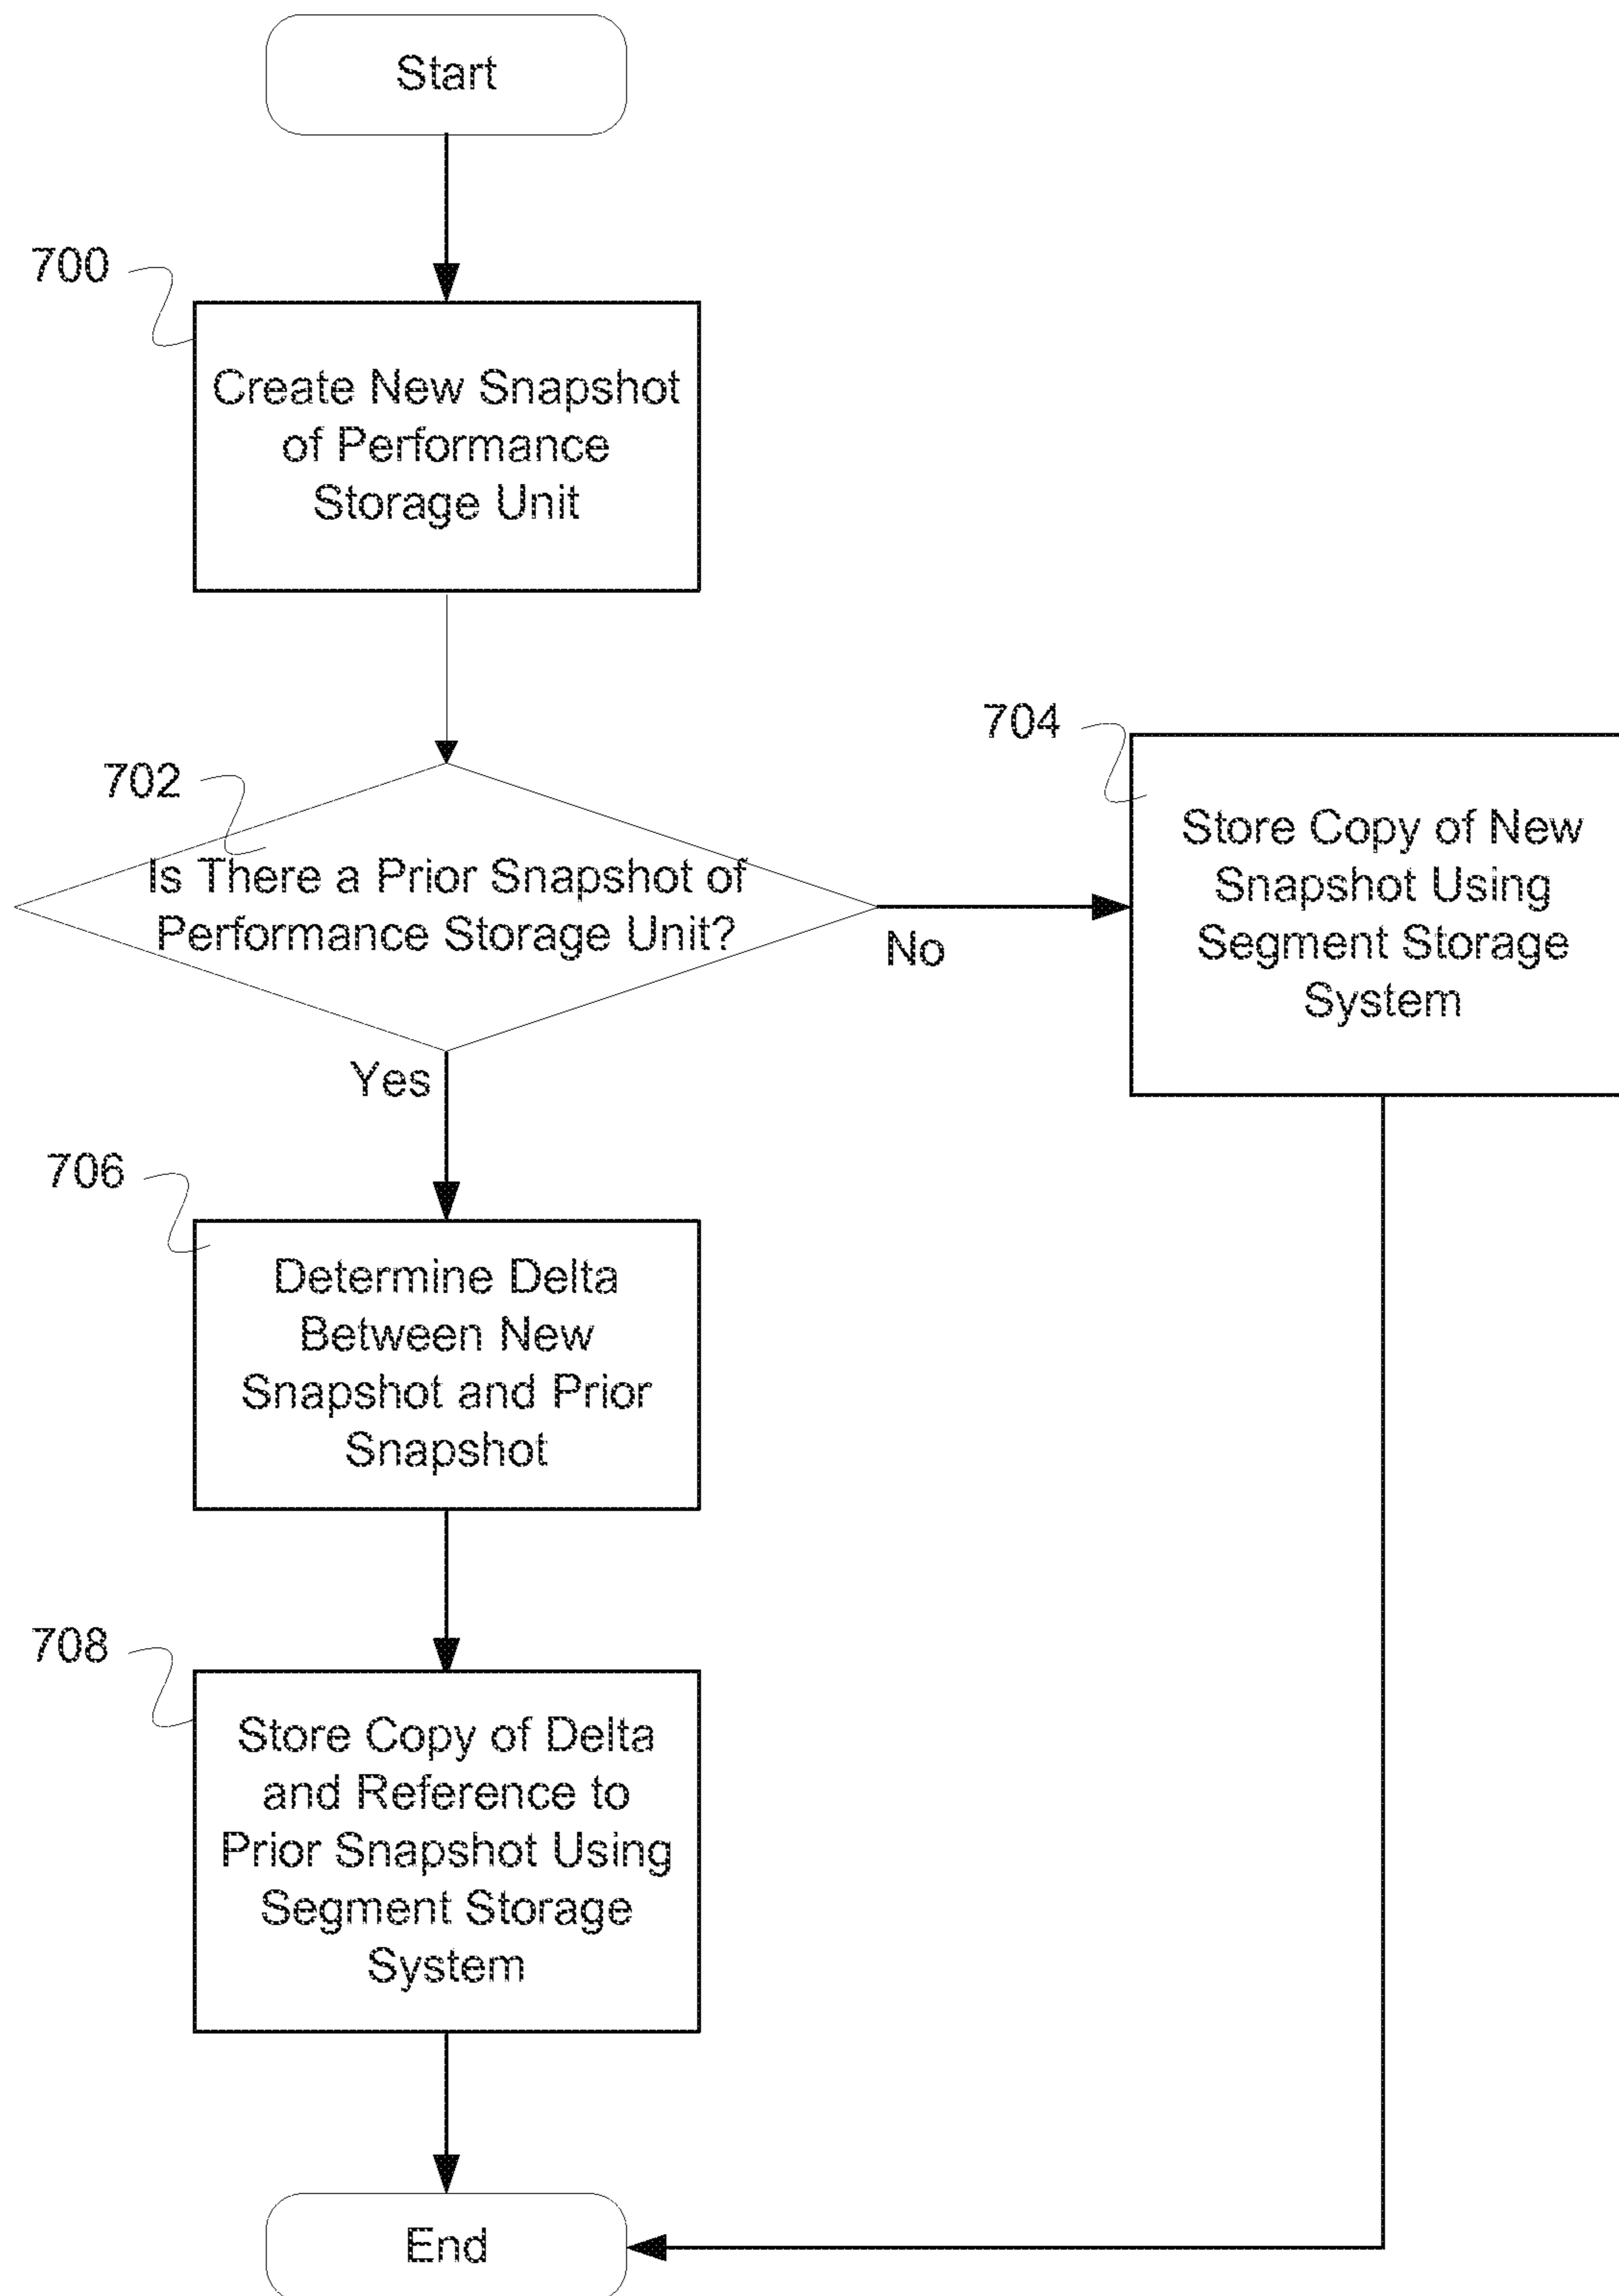 Start
700
Create New Snapshot
of Performance
Storage Unit
702
Is There a Prior Snapshot of
Performance Storage Unit?
No
Yes
704
Store Copy of New
Snapshot Using
Segment Storage
System
706
Determine Delta
Between New
Snapshot and Prior
Snapshot
708
Store Copy of Delta
and Reference to
Prior Snapshot Using
Segment Storage
System
End